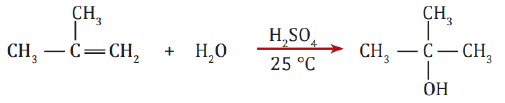 CH₃ CH₃
CH₃ — C = CH₂ + H₂O H₂SO₄ CH₃ — C — CH₃
25 °C
OH